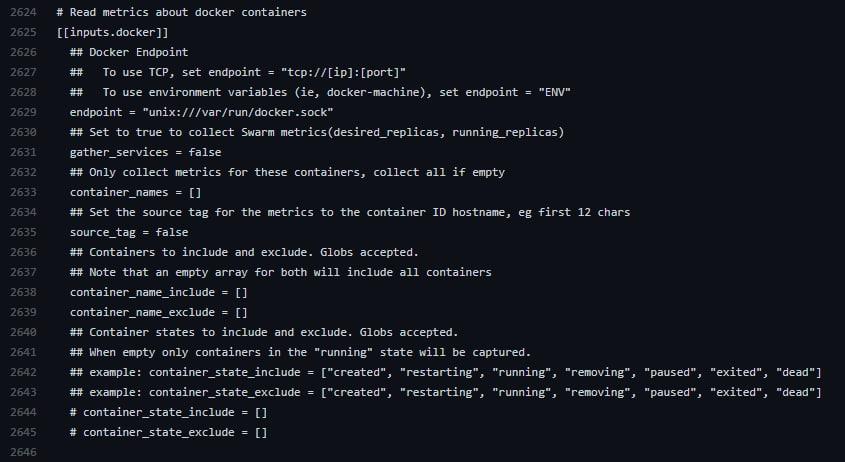 2624 # Read metrics about docker containers
2625 [[inputs.docker]]
2626 ## Docker Endpoint
2627 ##   To use TCP, set endpoint = "tcp://[ip]:[port]"
2628 ##   To use environment variables (ie, docker-machine), set endpoint = "ENV"
2629 endpoint = "unix:///var/run/docker.sock"
2630 ## Set to true to collect Swarm metrics(desired_replicas, running_replicas)
2631 gather_services = false
2632 ## Only collect metrics for these containers, collect all if empty
2633 container_names = []
2634 ## Set the source tag for the metrics to the container ID hostname, eg first 12 chars
2635 source_tag = false
2636 ## Containers to include and exclude. Globs accepted.
2637 ## Note that an empty array for both will include all containers
2638 container_name_include = []
2639 container_name_exclude = []
2640 ## Container states to include and exclude. Globs accepted.
2641 ## When empty only containers in the "running" state will be captured.
2642 ## example: container_state_include = ["created", "restarting", "running", "removing", "paused", "exited", "dead"]
2643 ## example: container_state_exclude = ["created", "restarting", "running", "removing", "paused", "exited", "dead"]
2644 # container_state_include = []
2645 # container_state_exclude = []
2646